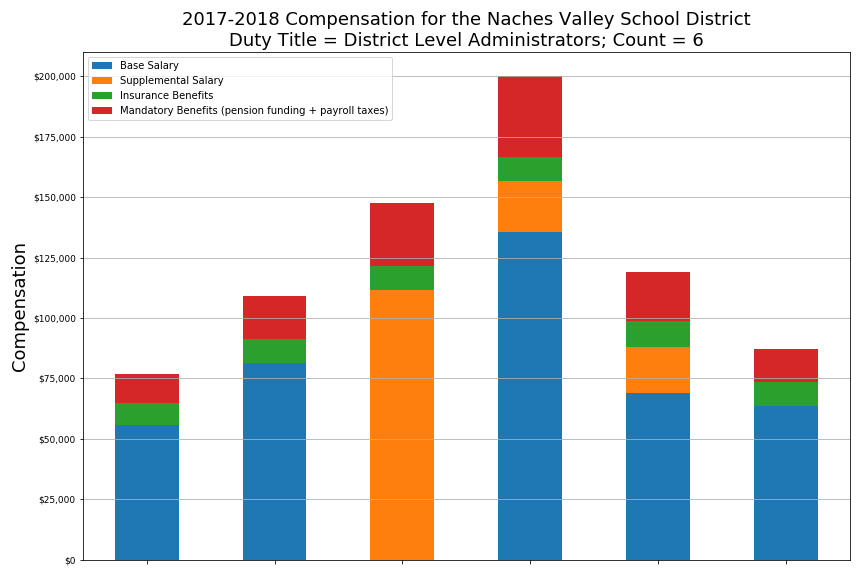 2017-2018 Compensation for the Naches Valley School District
Duty Title = District Level Administrators; Count = 6
Base Salary
Supplemental Salary
Insurance Benefits
Mandatory Benefits (pension funding + payroll taxes)
$200,000
$175,000
$150,000
$125,000
$100,000
$75,000
$50,000
$25,000
$0
Compensation